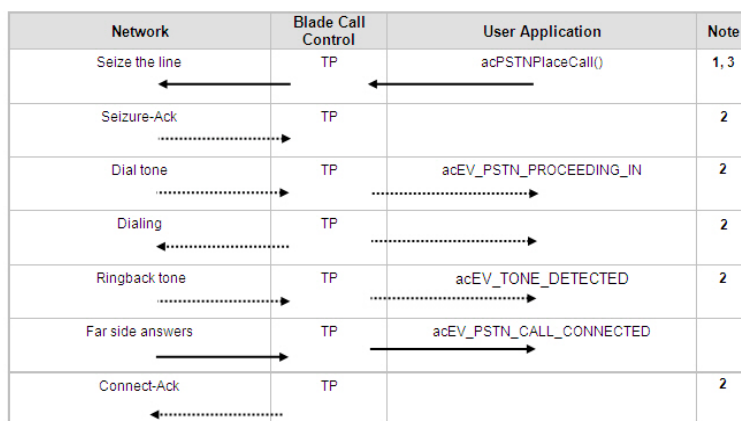 Network Blade Call Control User Application Note
Seize the line TP acPSTNPlaceCall() 1, 3
Seizure-Ack TP 2
Dial tone TP acEV_PSTN_PROCEEDING_IN 2
Dialing TP 2
Ringback tone TP acEV_TONE_DETECTED 2
Far side answers TP acEV_PSTN_CALL_CONNECTED
Connect-Ack TP 2